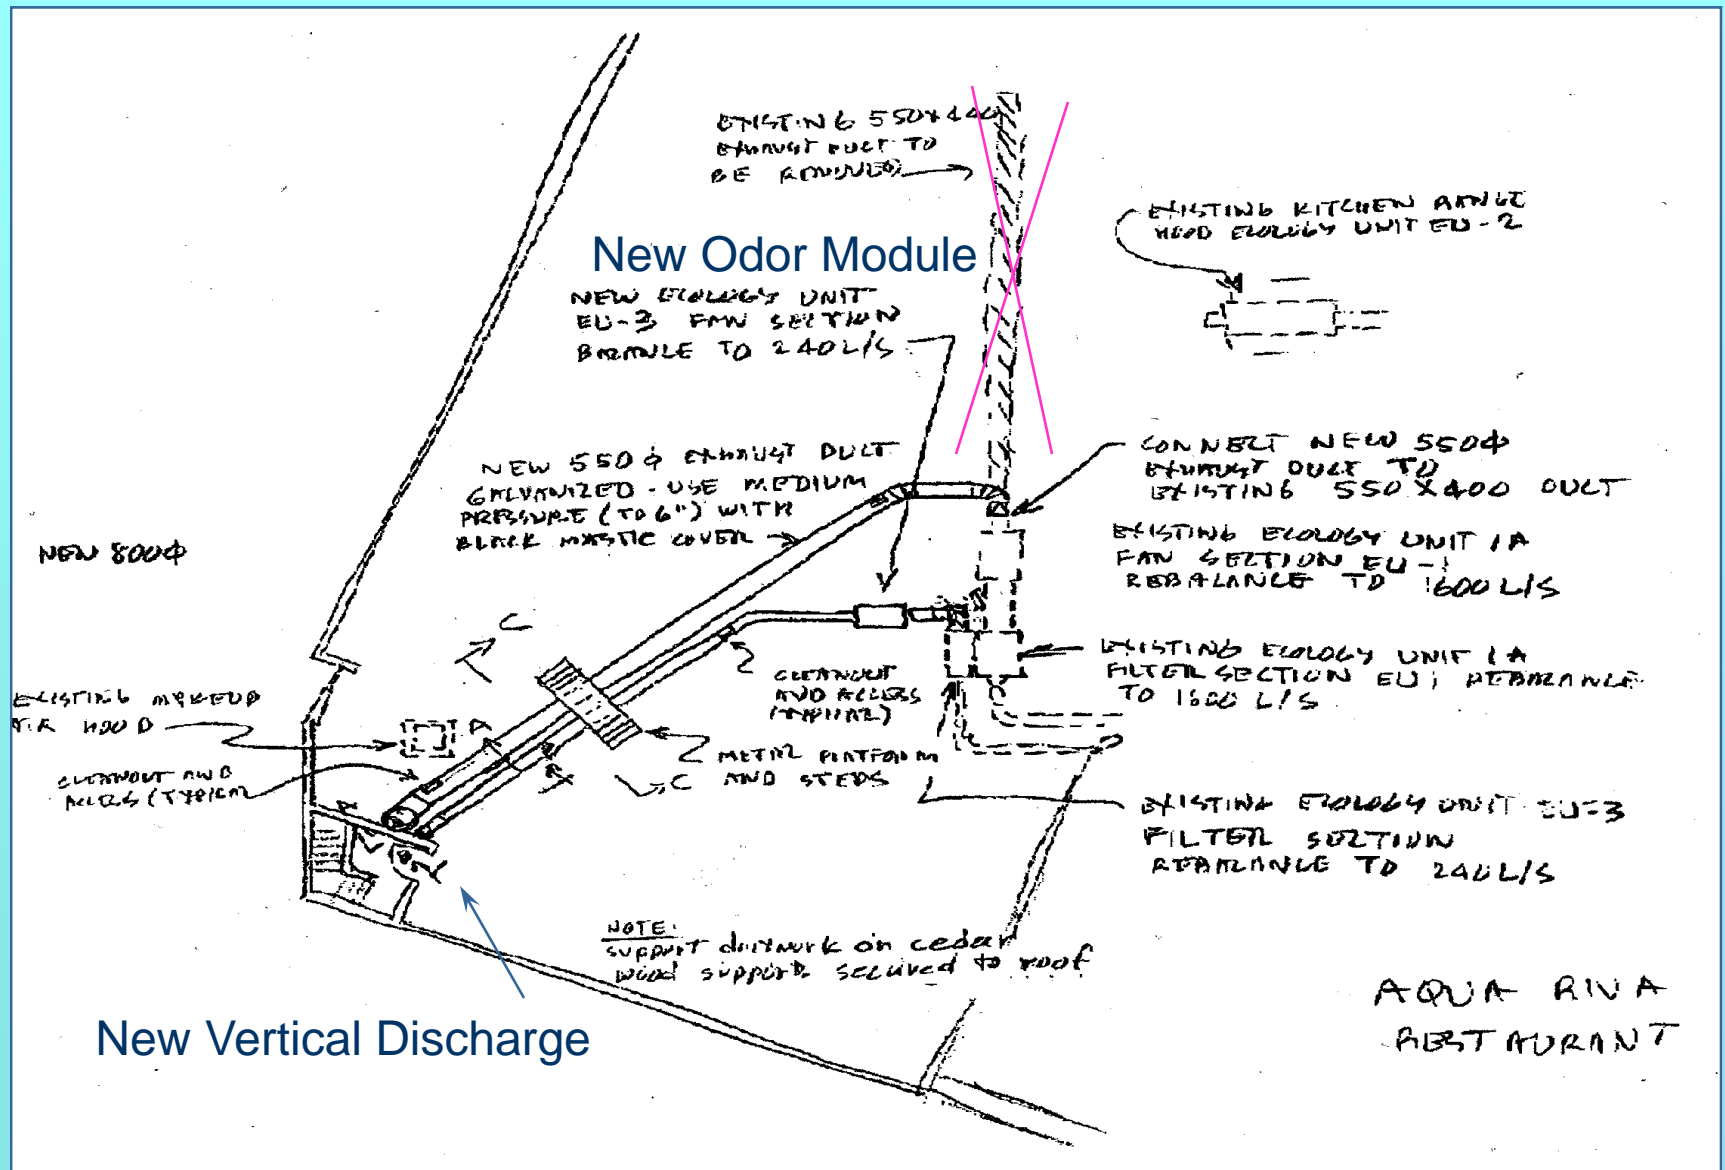 EXISTING 550X400
EXHAUST DUCT TO
BE REMOVED
EXISTING KITCHEN RANGE
HOOD ECOLOGY UNIT EU-2
New Odor Module
NEW ECOLOGY UNIT
EU-3 FAN SECTION
BALANCE TO 240 L/S
NEW 550 φ EXHAUST DUCT
GALVANIZED - USE MEDIUM
PRESSURE (TO 6") WITH
BLACK MASTIC COVER
CONNECT NEW 550φ
EXHAUST DUCT TO
EXISTING 550 X 400 DUCT
NEW 800φ
EXISTING ECOLOGY UNIT 1A
FAN SECTION EU-1
REBALANCE TO 1600 L/S
C
EXISTING ECOLOGY UNIT 1A
FILTER SECTION EU1 REBALANCE
TO 1600 L/S
CLEANOUT
AND ACCESS
(TYPICAL)
EXISTING MAKEUP
AIR HOOD
A
METAL PLATFORM
AND STEPS
C
CLEANOUT AND
ACCESS (TYPICAL
EXISTING ECOLOGY UNIT EU-3
FILTER SECTION
REBALANCE TO 240 L/S
NOTE:
SUPPORT ductwork on cedar
wood supports secured to roof
New Vertical Discharge
AQUA RIVA
RESTAURANT